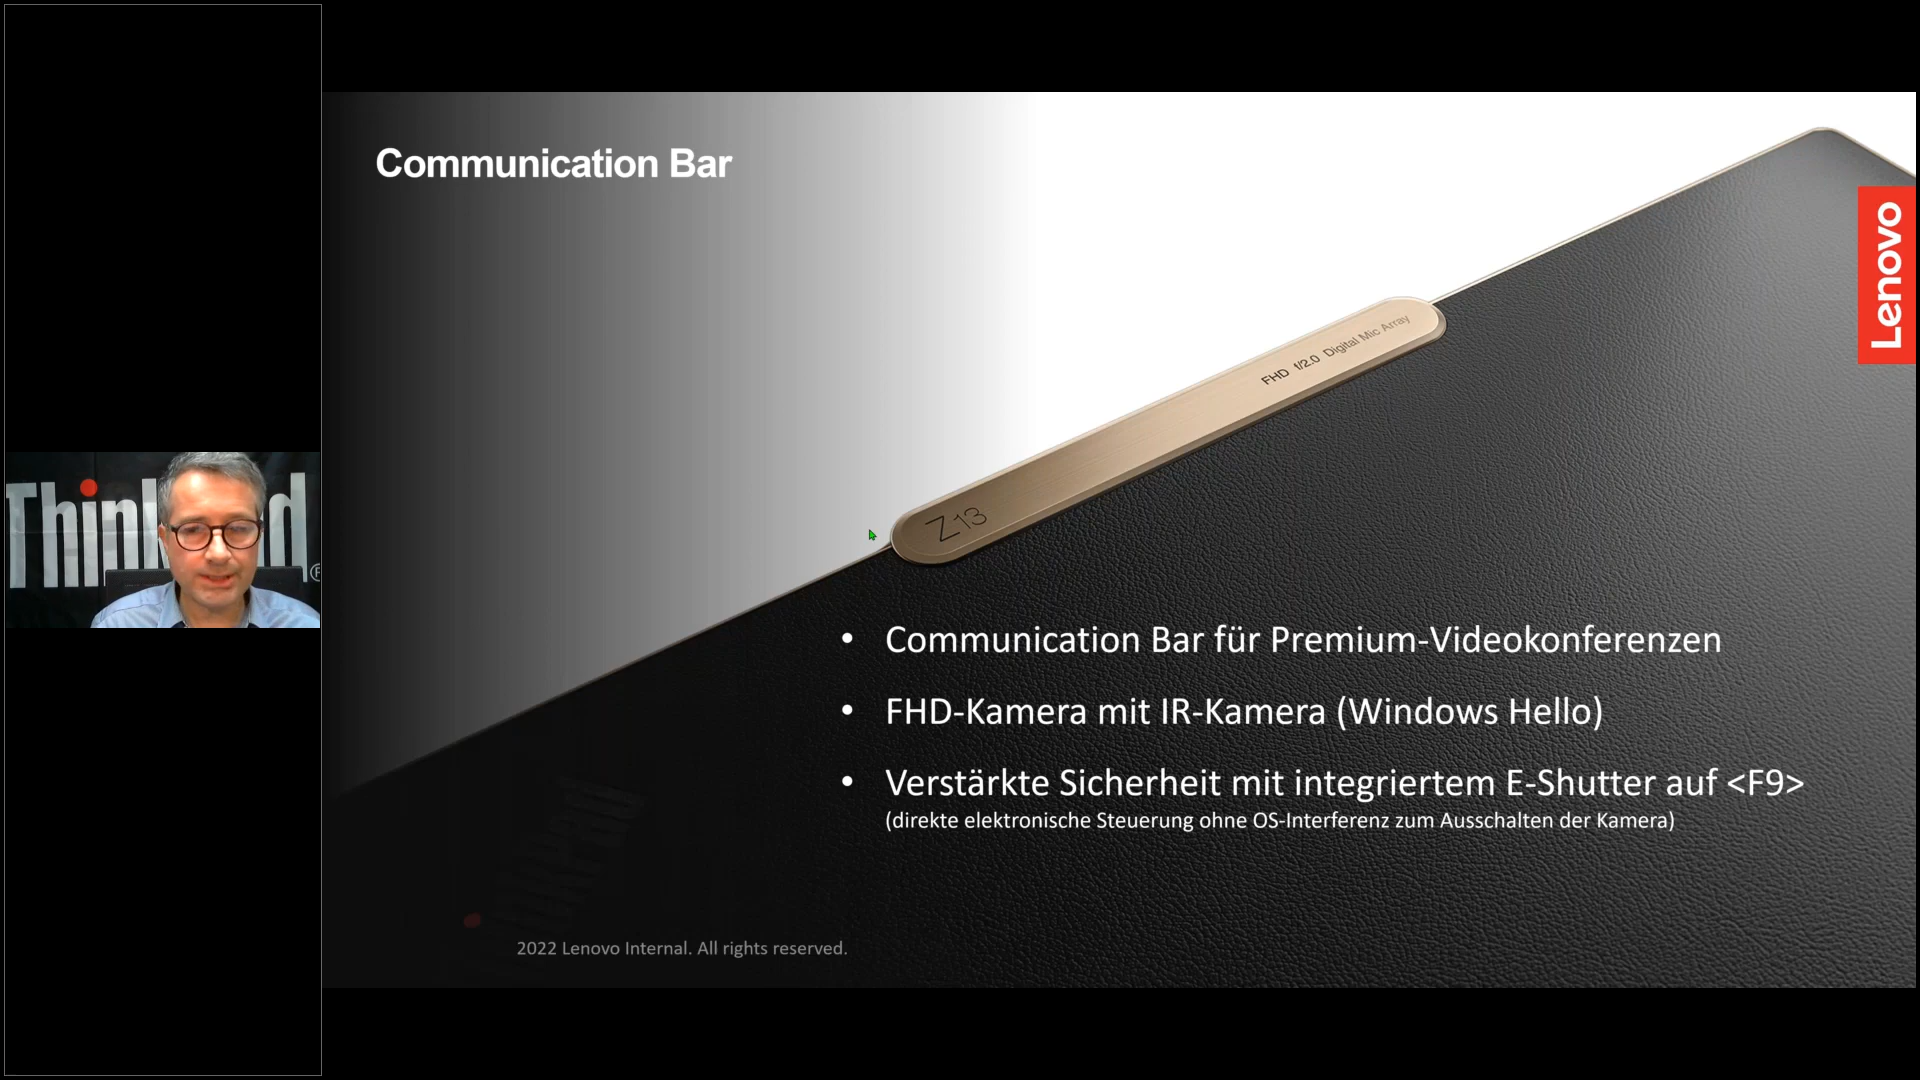 Communication Bar
Lenovo
FHD f/2.0 Digital Mic Array
Z13
• Communication Bar für Premium-Videokonferenzen
• FHD-Kamera mit IR-Kamera (Windows Hello)
• Verstärkte Sicherheit mit integriertem E-Shutter auf <F9>
(direkte elektronische Steuerung ohne OS-Interferenz zum Ausschalten der Kamera)
2022 Lenovo Internal. All rights reserved.